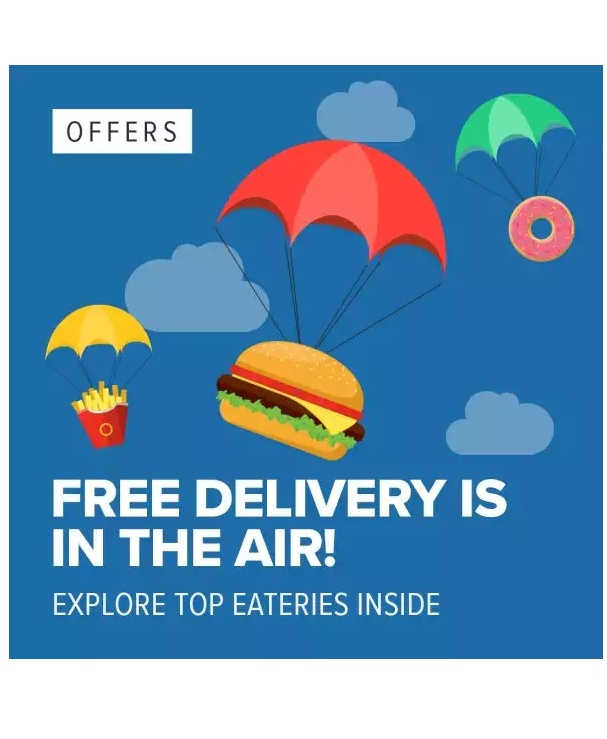 OFFERS
FREE DELIVERY IS
IN THE AIR!
EXPLORE TOP EATERIES INSIDE